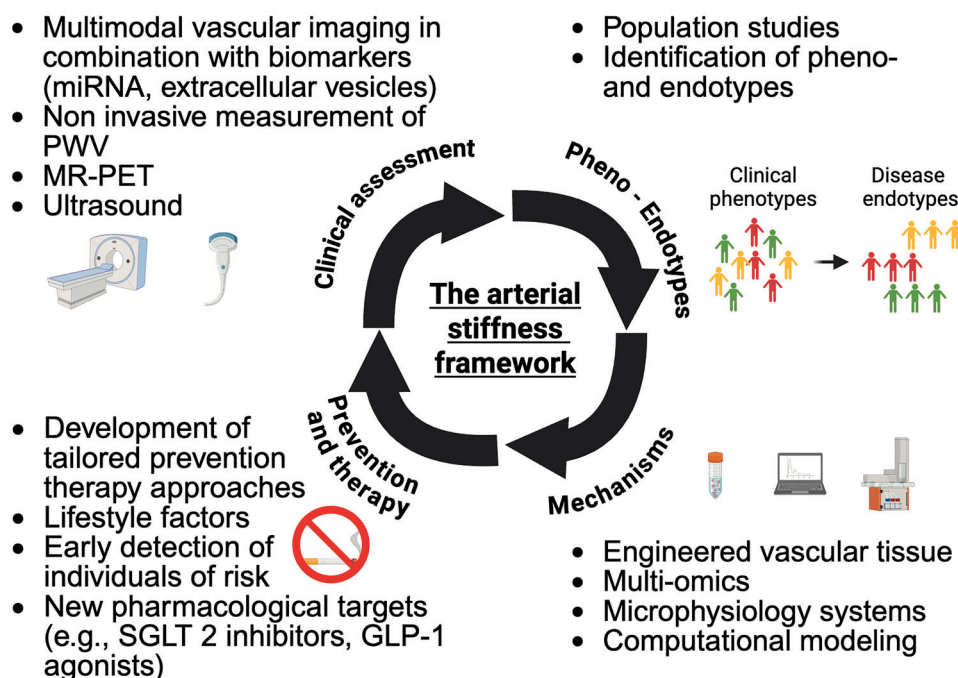 • Multimodal vascular imaging in
combination with biomarkers
(miRNA, extracellular vesicles)
• Non invasive measurement of
PWV
• MR-PET
• Ultrasound
• Population studies
• Identification of pheno-
and endotypes
Clinical assessment
Pheno - Endotypes
Clinical
phenotypes
Disease
endotypes
The arterial
stiffness
framework
Prevention
and therapy
Mechanisms
• Development of
tailored prevention
therapy approaches
• Lifestyle factors
• Early detection of
individuals of risk
• New pharmacological targets
(e.g., SGLT 2 inhibitors, GLP-1
agonists)
• Engineered vascular tissue
• Multi-omics
• Microphysiology systems
• Computational modeling